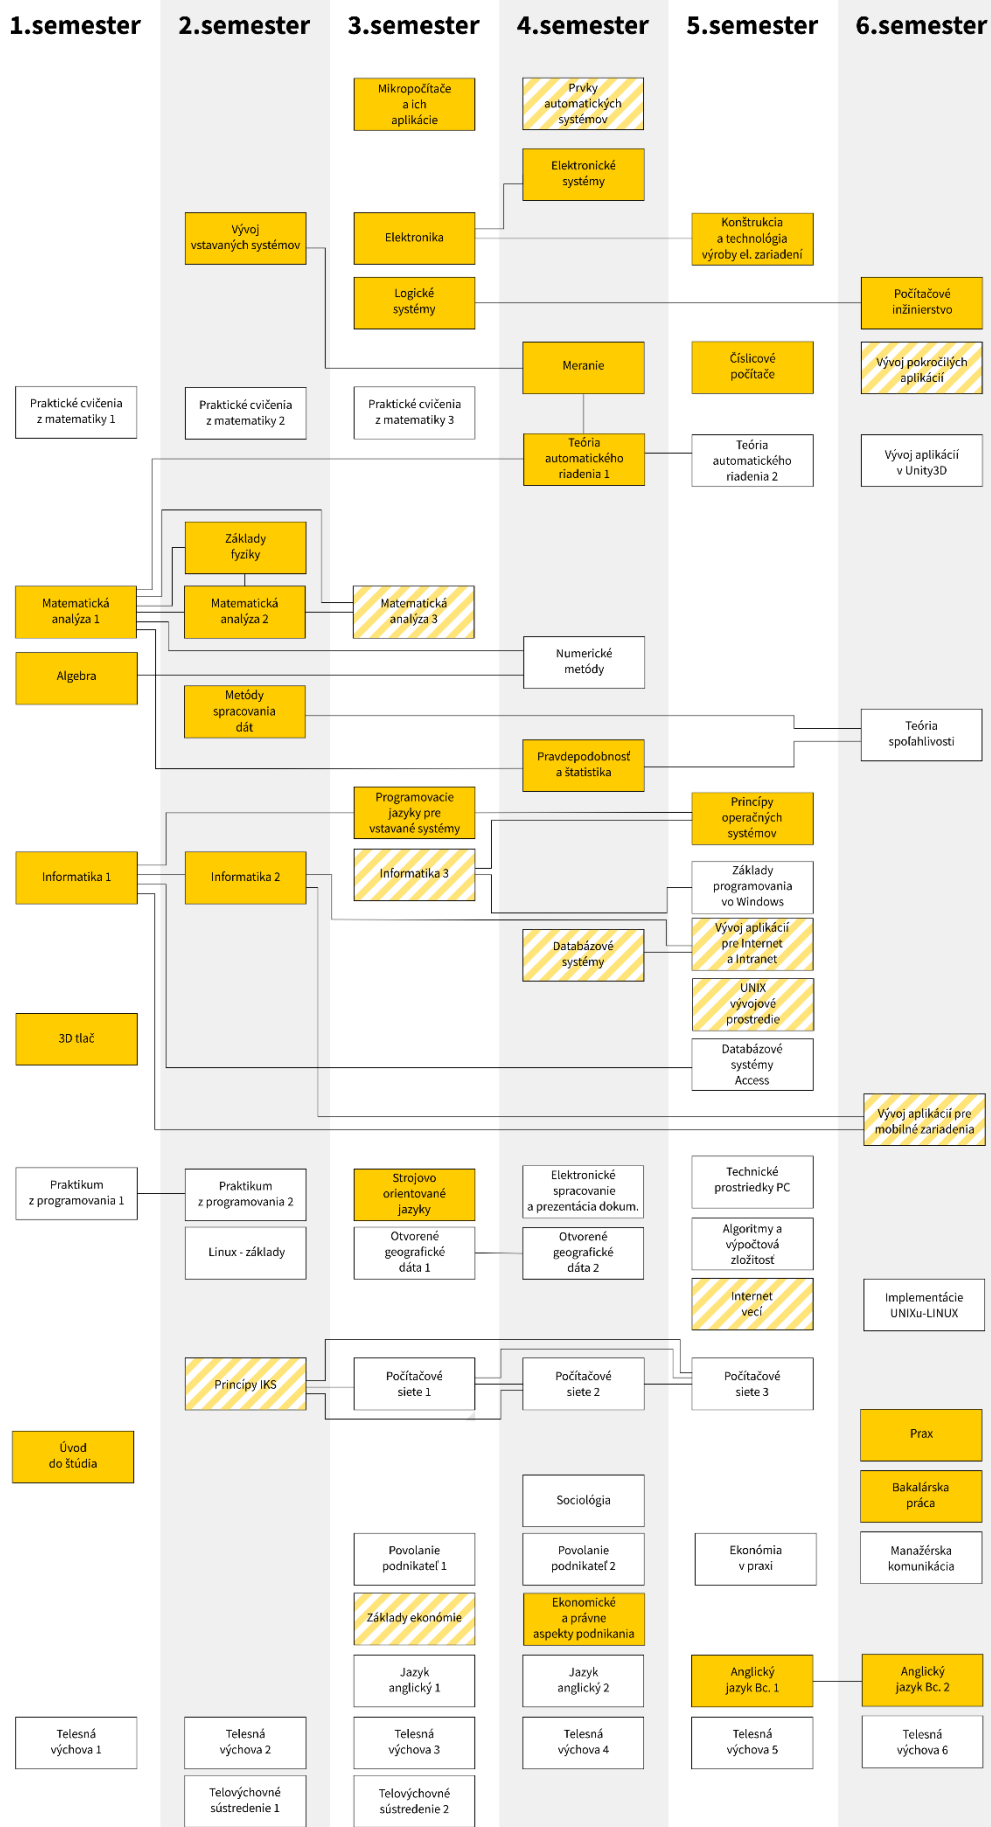 1.semester
2.semester
3.semester
4.semester
5.semester
6.semester
Mikropočítače
a ich
aplikácie
Prvky
automatických
systémov
Elektronické
systémy
Vývoj
vstavaných systémov
Elektronika
Konštrukcia
a technológia
výroby el. zariadení
Logické
systémy
Počítačové
inžinierstvo
Meranie
Číslicové
počítače
Vývoj pokročilých
aplikácií
Praktické cvičenia
z matematiky 1
Praktické cvičenia
z matematiky 2
Praktické cvičenia
z matematiky 3
Teória
automatického
riadenia 1
Teória
automatického
riadenia 2
Vývoj aplikácií
v Unity3D
Základy
fyziky
Matematická
analýza 1
Matematická
analýza 2
Matematická
analýza 3
Numerické
metódy
Algebra
Metódy
spracovania
dát
Teória
spoľahlivosti
Pravdepodobnosť
a štatistika
Programovacie
jazyky pre
vstavané systémy
Princípy
operačných
systémov
Informatika 1
Informatika 2
Informatika 3
Základy
programovania
vo Windows
Databázové
systémy
Vývoj aplikácií
pre Internet
a Intranet
UNIX
vývojové
prostredie
3D tlač
Databázové
systémy
Access
Vývoj aplikácií pre
mobilné zariadenia
Praktikum
z programovania 1
Praktikum
z programovania 2
Strojovo
orientované
jazyky
Elektronické
spracovanie
a prezentácia dokum.
Technické
prostriedky PC
Linux - základy
Otvorené
geografické
dáta 1
Otvorené
geografické
dáta 2
Algoritmy a
výpočtová
zložitosť
Internet
vecí
Implementácie
UNIXu-LINUX
Princípy IKS
Počítačové
siete 1
Počítačové
siete 2
Počítačové
siete 3
Úvod
do štúdia
Prax
Bakalárska
práca
Sociológia
Povolanie
podnikateľ 1
Povolanie
podnikateľ 2
Ekonómia
v praxi
Manažérska
komunikácia
Základy ekonómie
Ekonomické
a právne
aspekty podnikania
Jazyk
anglický 1
Jazyk
anglický 2
Anglický
jazyk Bc. 1
Anglický
jazyk Bc. 2
Telesná
výchova 1
Telesná
výchova 2
Telesná
výchova 3
Telesná
výchova 4
Telesná
výchova 5
Telesná
výchova 6
Telovýchovné
sústredenie 1
Telovýchovné
sústredenie 2